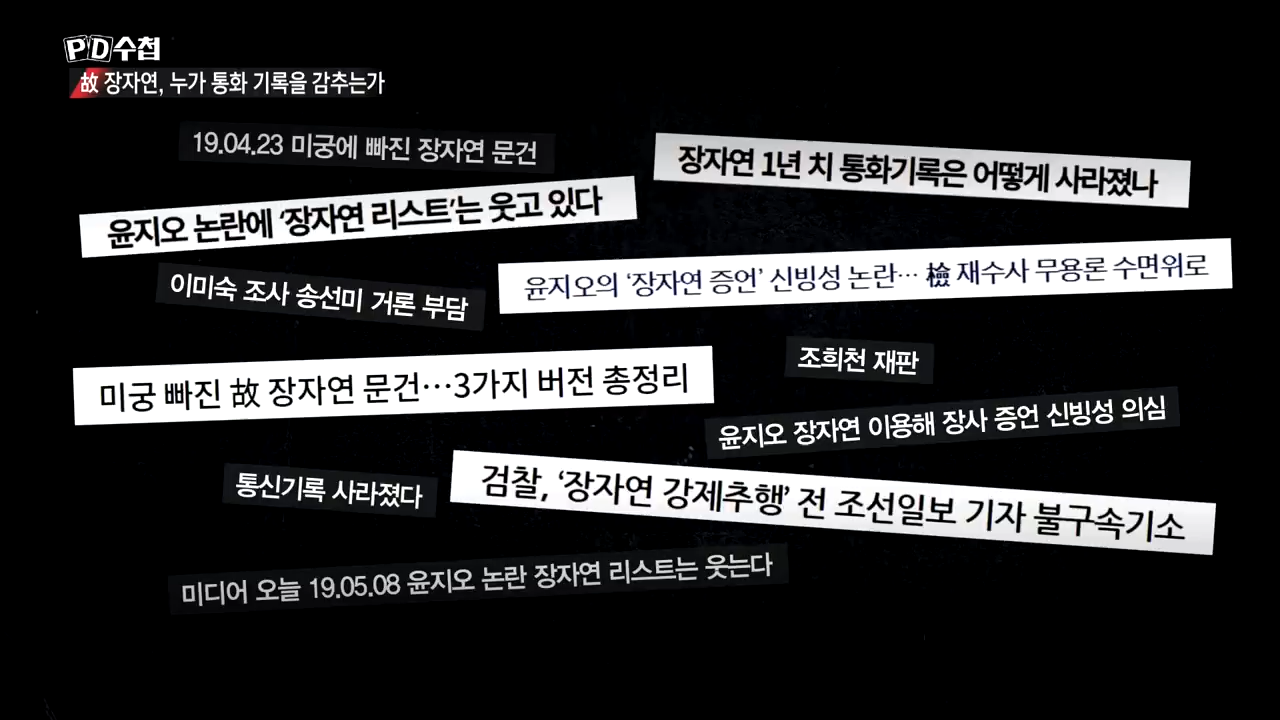 PD수첩
故 장자연, 누가 통화 기록을 감추는가
19.04.23 미궁에 빠진 장자연 문건
장자연 1년 치 통화기록은 어떻게 사라졌나
윤지오 논란에 '장자연 리스트'는 웃고 있다
윤지오의 '장자연 증언' 신빙성 논란… 檢 재수사 무용론 수면위로
이미숙 조사 송선미 거론 부담
조희천 재판
미궁 빠진 故 장자연 문건…3가지 버전 총정리
윤지오 장자연 이용해 장사 증언 신빙성 의심
통신기록 사라졌다
검찰, '장자연 강제추행' 전 조선일보 기자 불구속기소
미디어 오늘 19.05.08 윤지오 논란 장자연 리스트는 웃는다